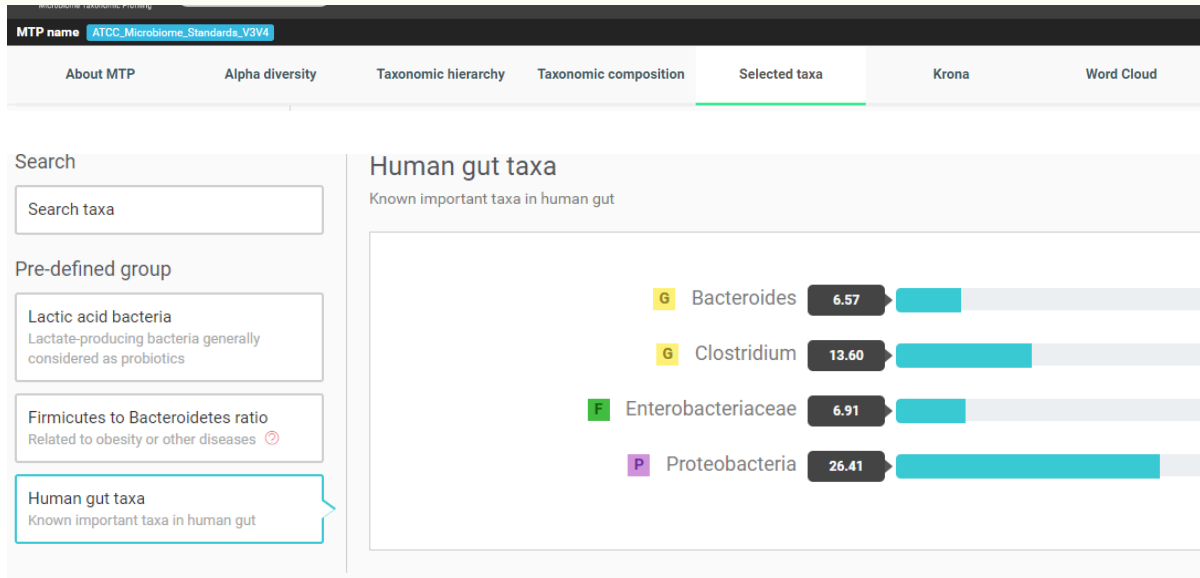 Microbiome Taxonomic Profiling
MTP name ATCC_Microbiome_Standards_V3V4
About MTP Alpha diversity Taxonomic hierarchy Taxonomic composition Selected taxa Krona Word Cloud
Search
Search taxa
Pre-defined group
Lactic acid bacteria
Lactate-producing bacteria generally
considered as probiotics
Firmicutes to Bacteroidetes ratio
Related to obesity or other diseases ?
Human gut taxa
Known important taxa in human gut
Human gut taxa
Known important taxa in human gut
G Bacteroides 6.57
G Clostridium 13.60
F Enterobacteriaceae 6.91
P Proteobacteria 26.41